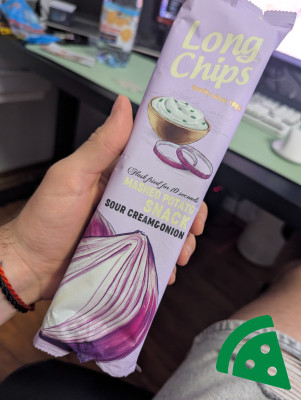 Long
Chips
Flash fried for 10 seconds
MASHED POTATO
SNACK
SOUR CREAM&ONION